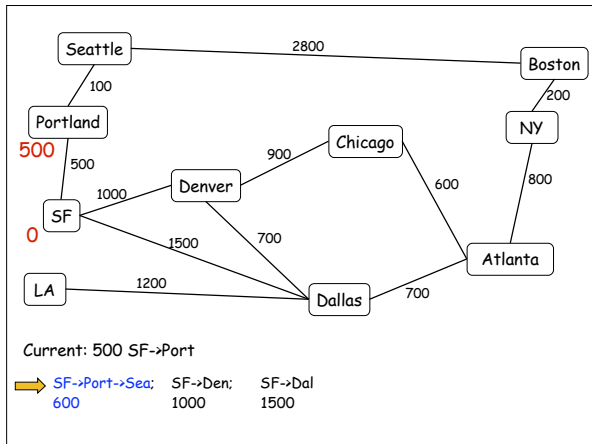 2800
Seattle
Boston
100
200
Portland
NY
500
Chicago
900
500
800
1000
Denver
600
SF
0
1500
700
Atlanta
LA
1200
Dallas
700
Current: 500 SF->Port
SF->Port->Sea; SF->Den; SF->Dal
600 1000 1500